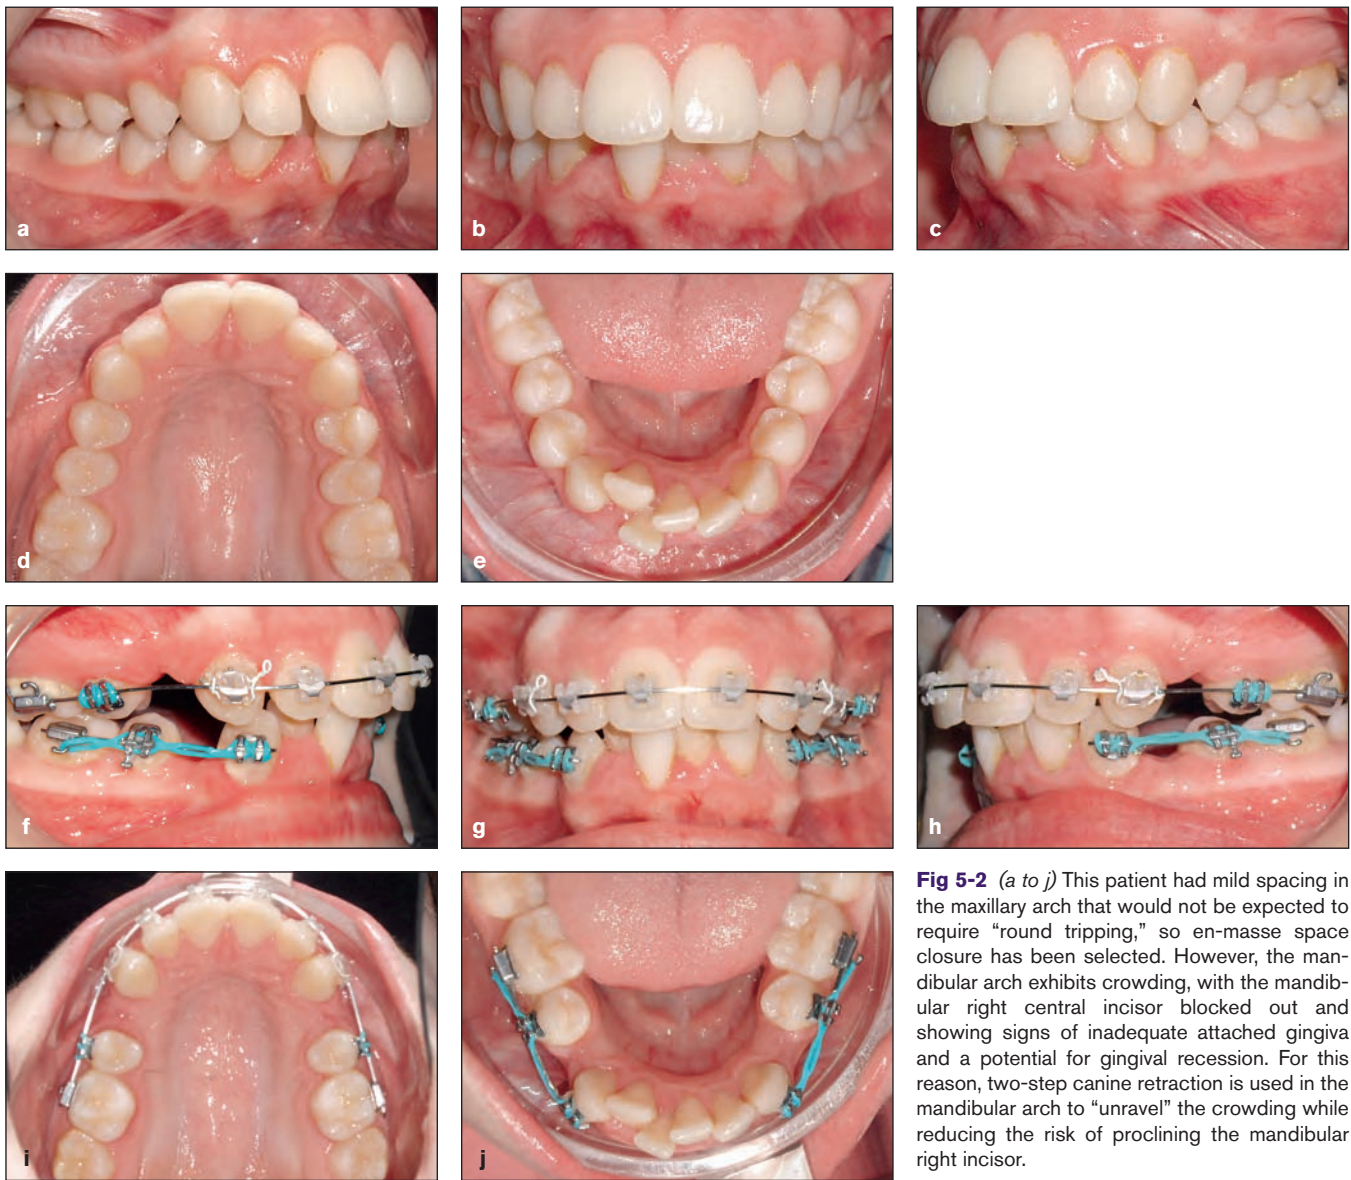 a
b
c
d
e
f
g
h
i
j
Fig 5-2 (a to j) This patient had mild spacing in
the maxillary arch that would not be expected to
require “round tripping,” so en-masse space
closure has been selected. However, the man-
dibular arch exhibits crowding, with the mandib-
ular right central incisor blocked out and
showing signs of inadequate attached gingiva
and a potential for gingival recession. For this
reason, two-step canine retraction is used in the
mandibular arch to “unravel” the crowding while
reducing the risk of proclining the mandibular
right incisor.